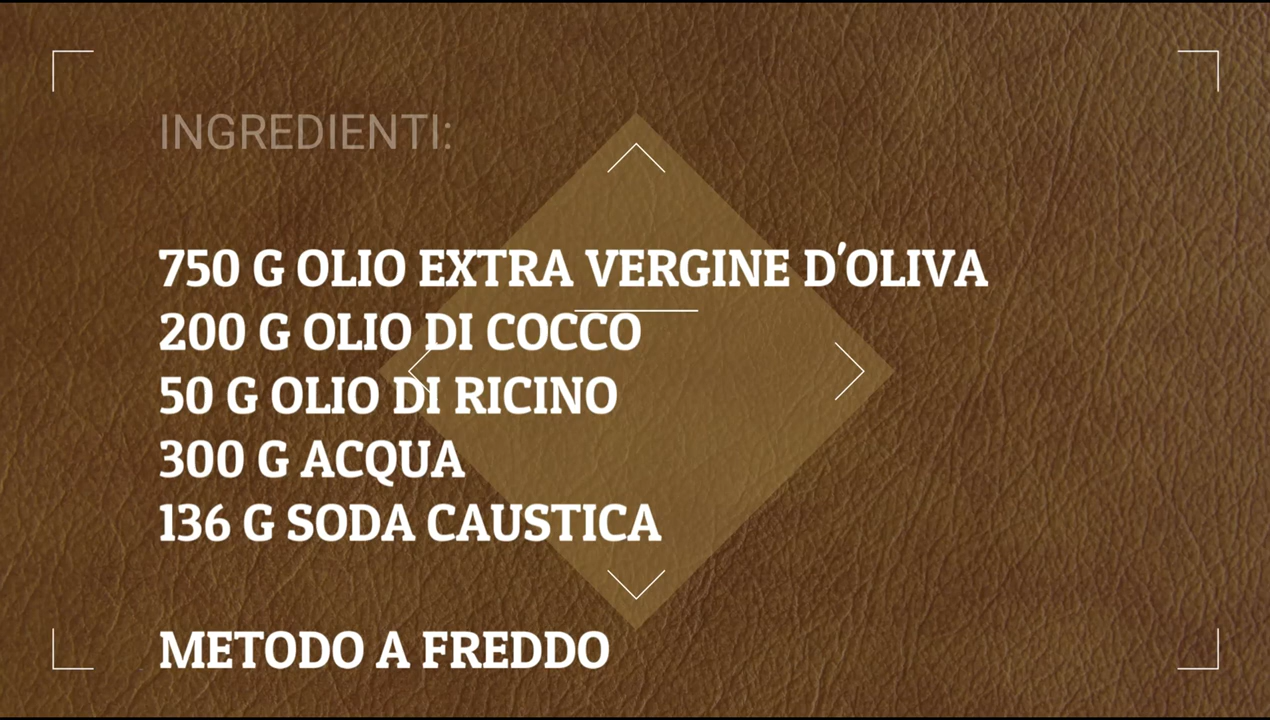 INGREDIENTI:
750 G OLIO EXTRA VERGINE D'OLIVA
200 G OLIO DI COCCO
50 G OLIO DI RICINO
300 G ACQUA
136 G SODA CAUSTICA
METODO A FREDDO